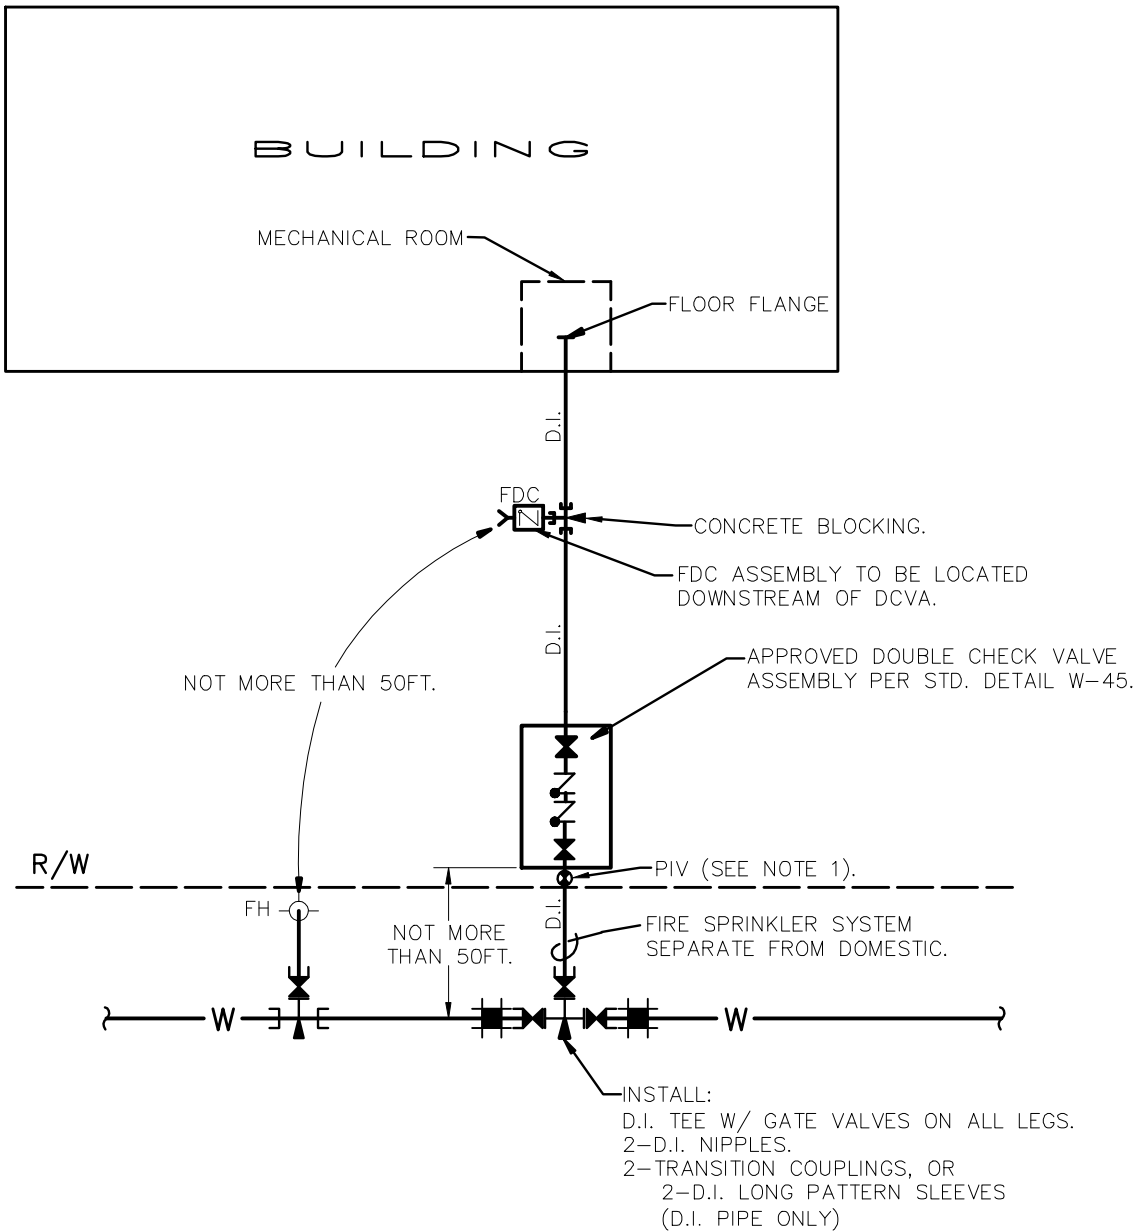 BUILDING
MECHANICAL ROOM
FLOOR FLANGE
D.I.
FDC
CONCRETE BLOCKING.
FDC ASSEMBLY TO BE LOCATED
DOWNSTREAM OF DCVA.
D.I.
APPROVED DOUBLE CHECK VALVE
ASSEMBLY PER STD. DETAIL W-45.
NOT MORE THAN 50FT.
R/W
PIV (SEE NOTE 1).
FH
D.I.
NOT MORE
THAN 50FT.
FIRE SPRINKLER SYSTEM
SEPARATE FROM DOMESTIC.
W
W
INSTALL:
D.I. TEE W/ GATE VALVES ON ALL LEGS.
2-D.I. NIPPLES.
2-TRANSITION COUPLINGS, OR
2-D.I. LONG PATTERN SLEEVES
(D.I. PIPE ONLY)